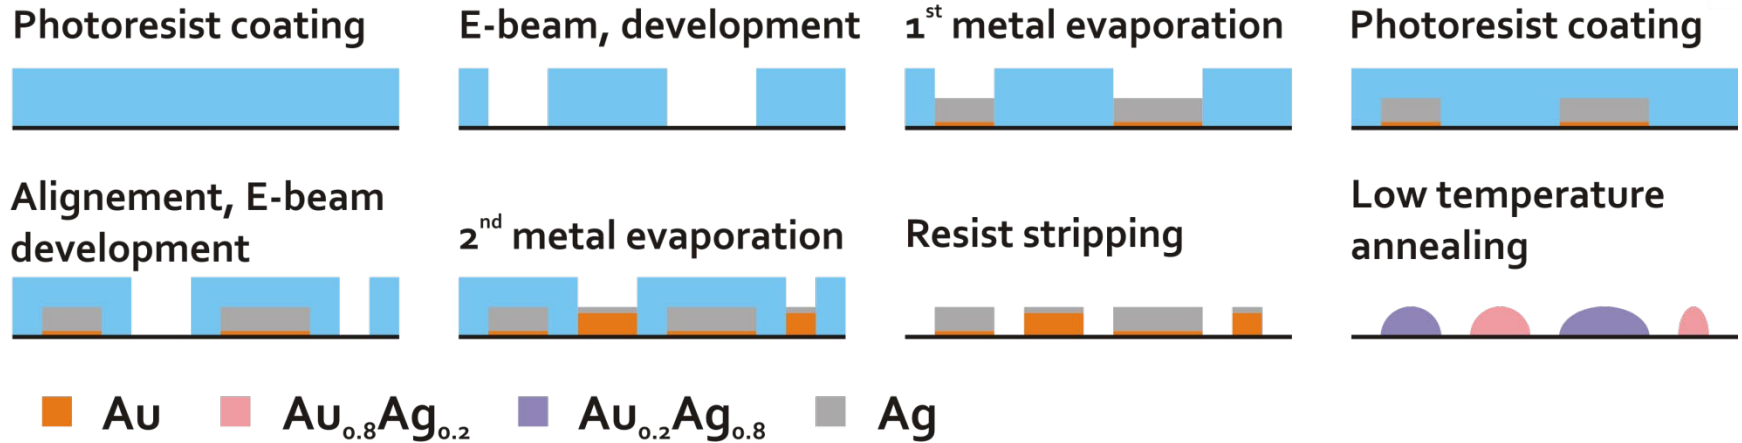 Photoresist coating
E-beam, development
1st metal evaporation
Photoresist coating
Alignement, E-beam
development
2nd metal evaporation
Resist stripping
Low temperature
annealing
Au
Au0.8Ag0.2
Au0.2Ag0.8
Ag